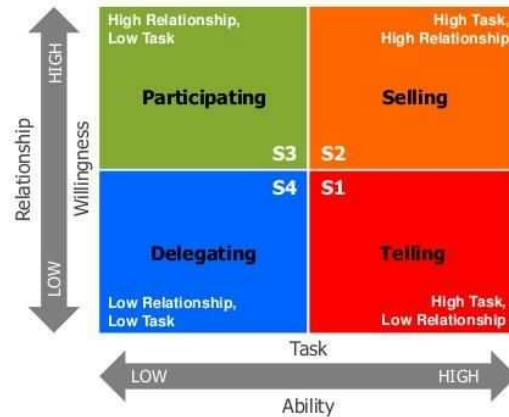 High Relationship,
Low Task
High Task,
High Relationship
Participating
Selling
S3
S2
S4
S1
Delegating
Telling
Low Relationship,
Low Task
High Task,
Low Relationship
Relationship
Willingness
HIGH
LOW
Task
LOW
HIGH
Ability